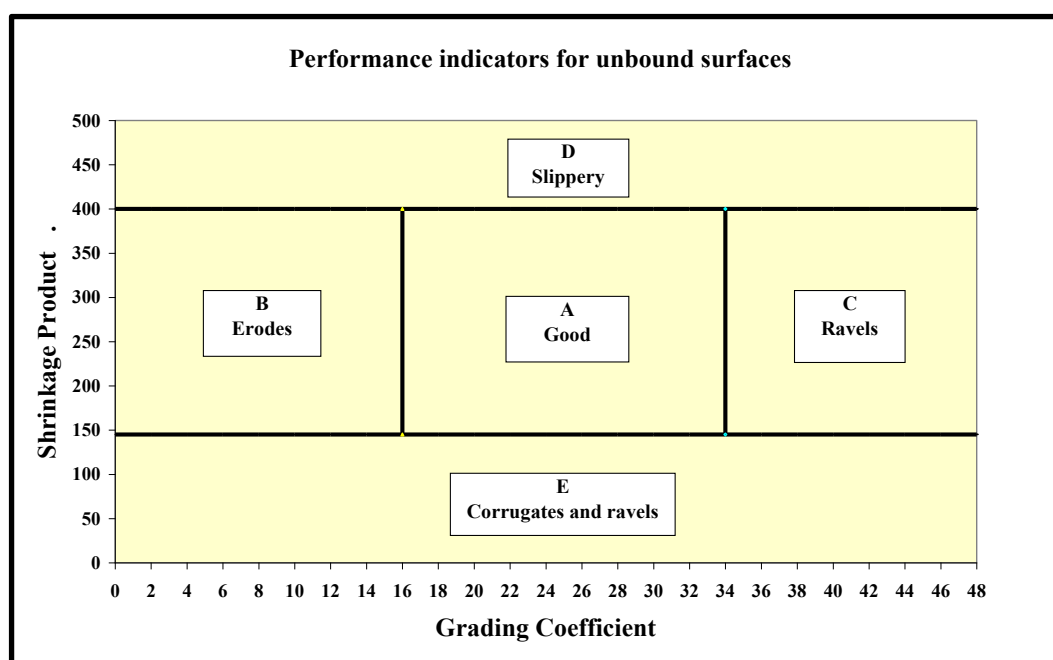 Performance indicators for unbound surfaces
Shrinkage Product .
500
450
400
350
300
250
200
150
100
50
0
D
Slippery
B
Erodes
A
Good
C
Ravels
E
Corrugates and ravels
0 2 4 6 8 10 12 14 16 18 20 22 24 26 28 30 32 34 36 38 40 42 44 46 48
Grading Coefficient